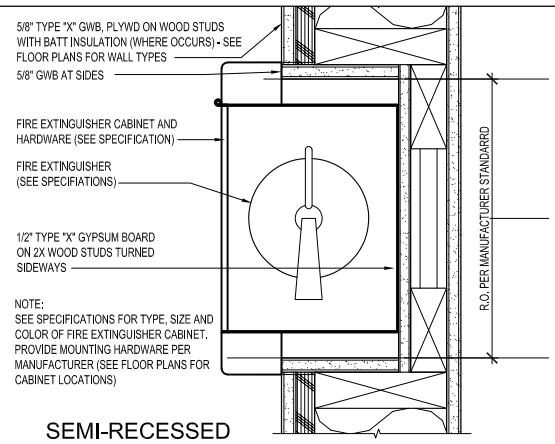 5/8" TYPE "X" GWB, PLYWD ON WOOD STUDS
WITH BATT INSULATION (WHERE OCCURS) - SEE
FLOOR PLANS FOR WALL TYPES
5/8" GWB AT SIDES
FIRE EXTINGUISHER CABINET AND
HARDWARE (SEE SPECIFICATION)
FIRE EXTINGUISHER
(SEE SPECIFIATIONS)
1/2" TYPE "X" GYPSUM BOARD
ON 2X WOOD STUDS TURNED
SIDEWAYS
NOTE:
SEE SPECIFICATIONS FOR TYPE, SIZE AND
COLOR OF FIRE EXTINGUISHER CABINET.
PROVIDE MOUNTING HARDWARE PER
MANUFACTURER (SEE FLOOR PLANS FOR
CABINET LOCATIONS)
R.O. PER MANUFACTURER STANDARRD
SEMI-RECESSED